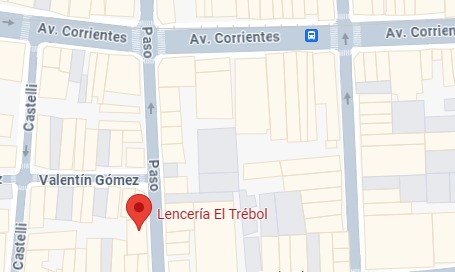 Av. Corrientes
Av. Corrientes
Av. Corrientes
Paso
Castelli
Valentín Gómez
Paso
Lencería El Trébol
Castelli